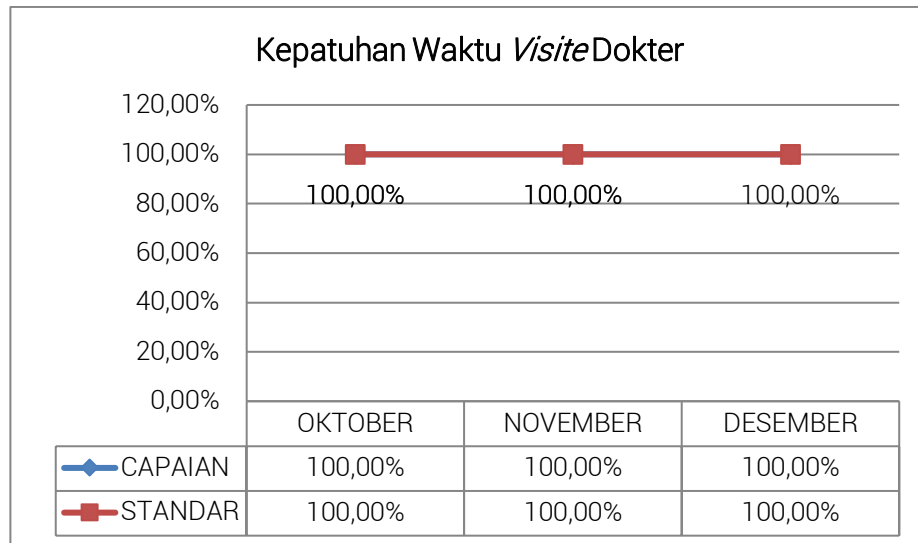 Kepatuhan Waktu Visite Dokter
120,00%
100,00%
80,00%
60,00%
40,00%
20,00%
0,00%
100,00% 100,00% 100,00%
OKTOBER NOVEMBER DESEMBER
CAPAIAN 100,00% 100,00% 100,00%
STANDAR 100,00% 100,00% 100,00%